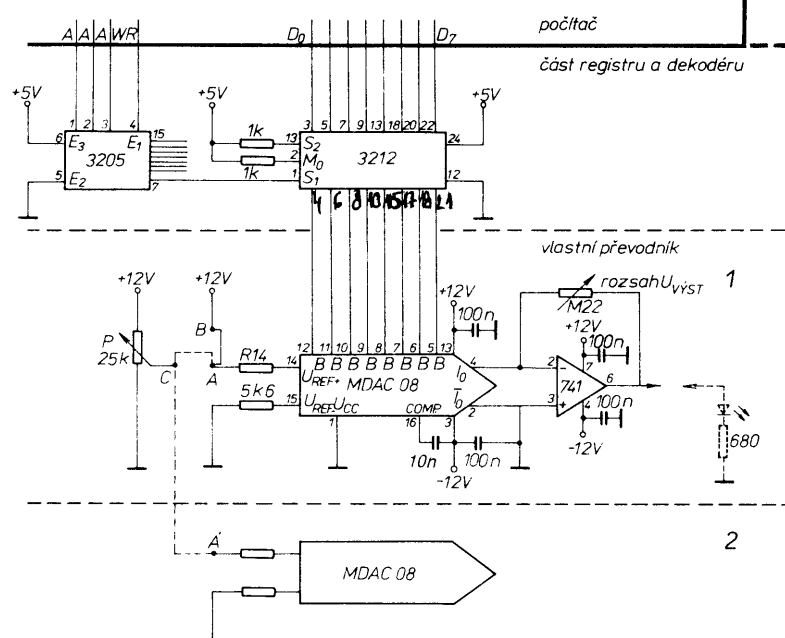 počítač
část registru a dekodéru
A A A WR
D0 D7
+5V +5V +5V
1 2 3 4 15
6 E3 E1
3205
5 E2 7
1k
1k
3 5 7 9 13 18 20 22
13 S2
2 M0
1 S1
3212
24
12
4 6 8 10 15 17 18 21
vlastní převodník
1
+12V
+12V
P
25k
C
B
A
R14
5k6
12 11 10 9 8 7 6 5 13
B B B B B B B B
14 UREF+
15 UREF- UCC COMP
MDAC 08
I0 4
I0 2
1 16 3
+12V
100n
10n 100n
-12V
rozsahUVÝST
M22
+12V
100n
2 - 7
741 6
3 + 4
100n
-12V
680
2
A'
MDAC 08